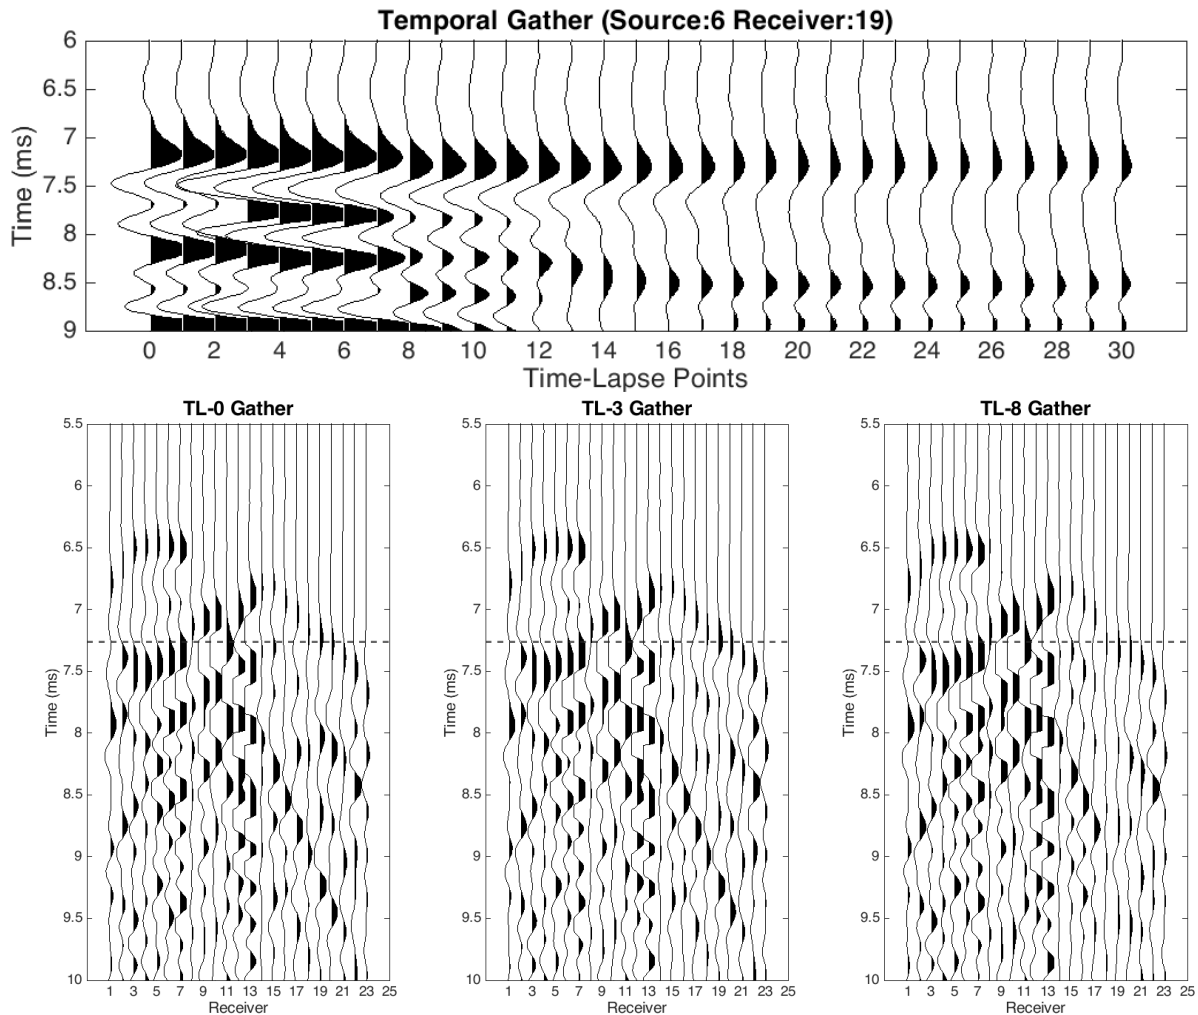 Temporal Gather (Source:6 Receiver:19)
6
6.5
7
7.5
8
8.5
9
Time (ms)
0 2 4 6 8 10 12 14 16 18 20 22 24 26 28 30
Time-Lapse Points
TL-0 Gather
5.5
6
6.5
7
7.5
8
8.5
9
9.5
10
Time (ms)
1 3 5 7 9 11 13 15 17 19 21 23 25
Receiver
TL-3 Gather
5.5
6
6.5
7
7.5
8
8.5
9
9.5
10
Time (ms)
1 3 5 7 9 11 13 15 17 19 21 23 25
Receiver
TL-8 Gather
5.5
6
6.5
7
7.5
8
8.5
9
9.5
10
Time (ms)
1 3 5 7 9 11 13 15 17 19 21 23 25
Receiver